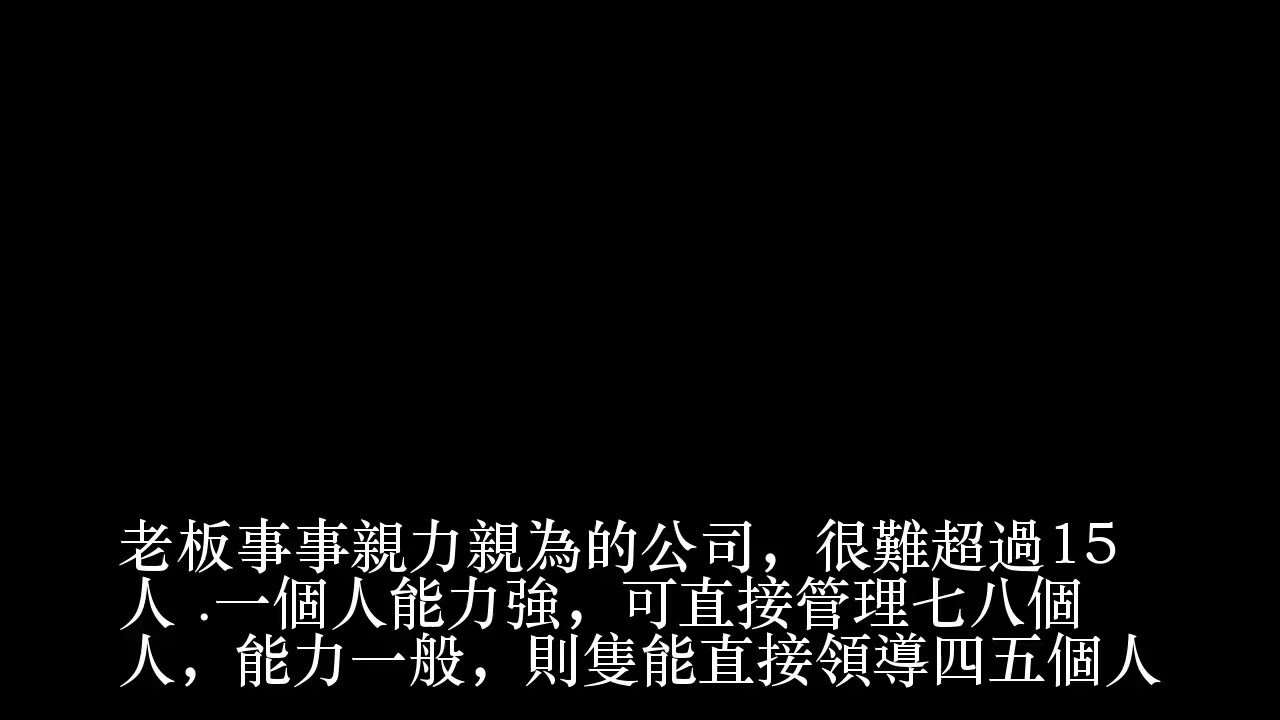 老板事事親力親為的公司，很難超過15
人 .一個人能力強，可直接管理七八個
人，能力一般，則隻能直接領導四五個人